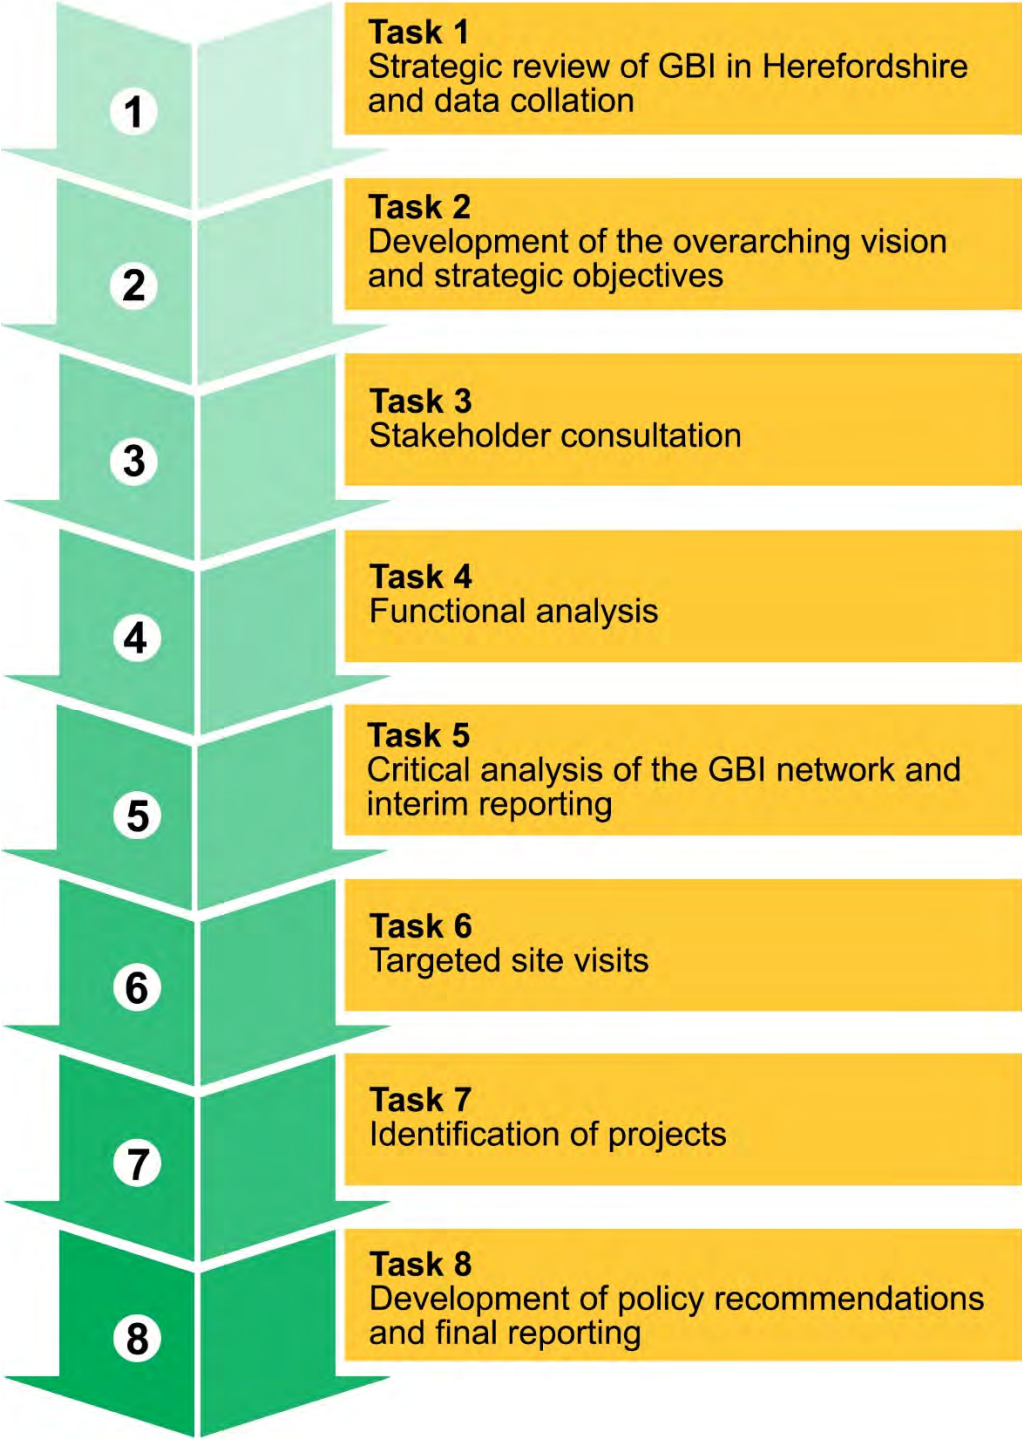 1
Task 1
Strategic review of GBI in Herefordshire
and data collation
2
Task 2
Development of the overarching vision
and strategic objectives
3
Task 3
Stakeholder consultation
4
Task 4
Functional analysis
5
Task 5
Critical analysis of the GBI network and
interim reporting
6
Task 6
Targeted site visits
7
Task 7
Identification of projects
8
Task 8
Development of policy recommendations
and final reporting